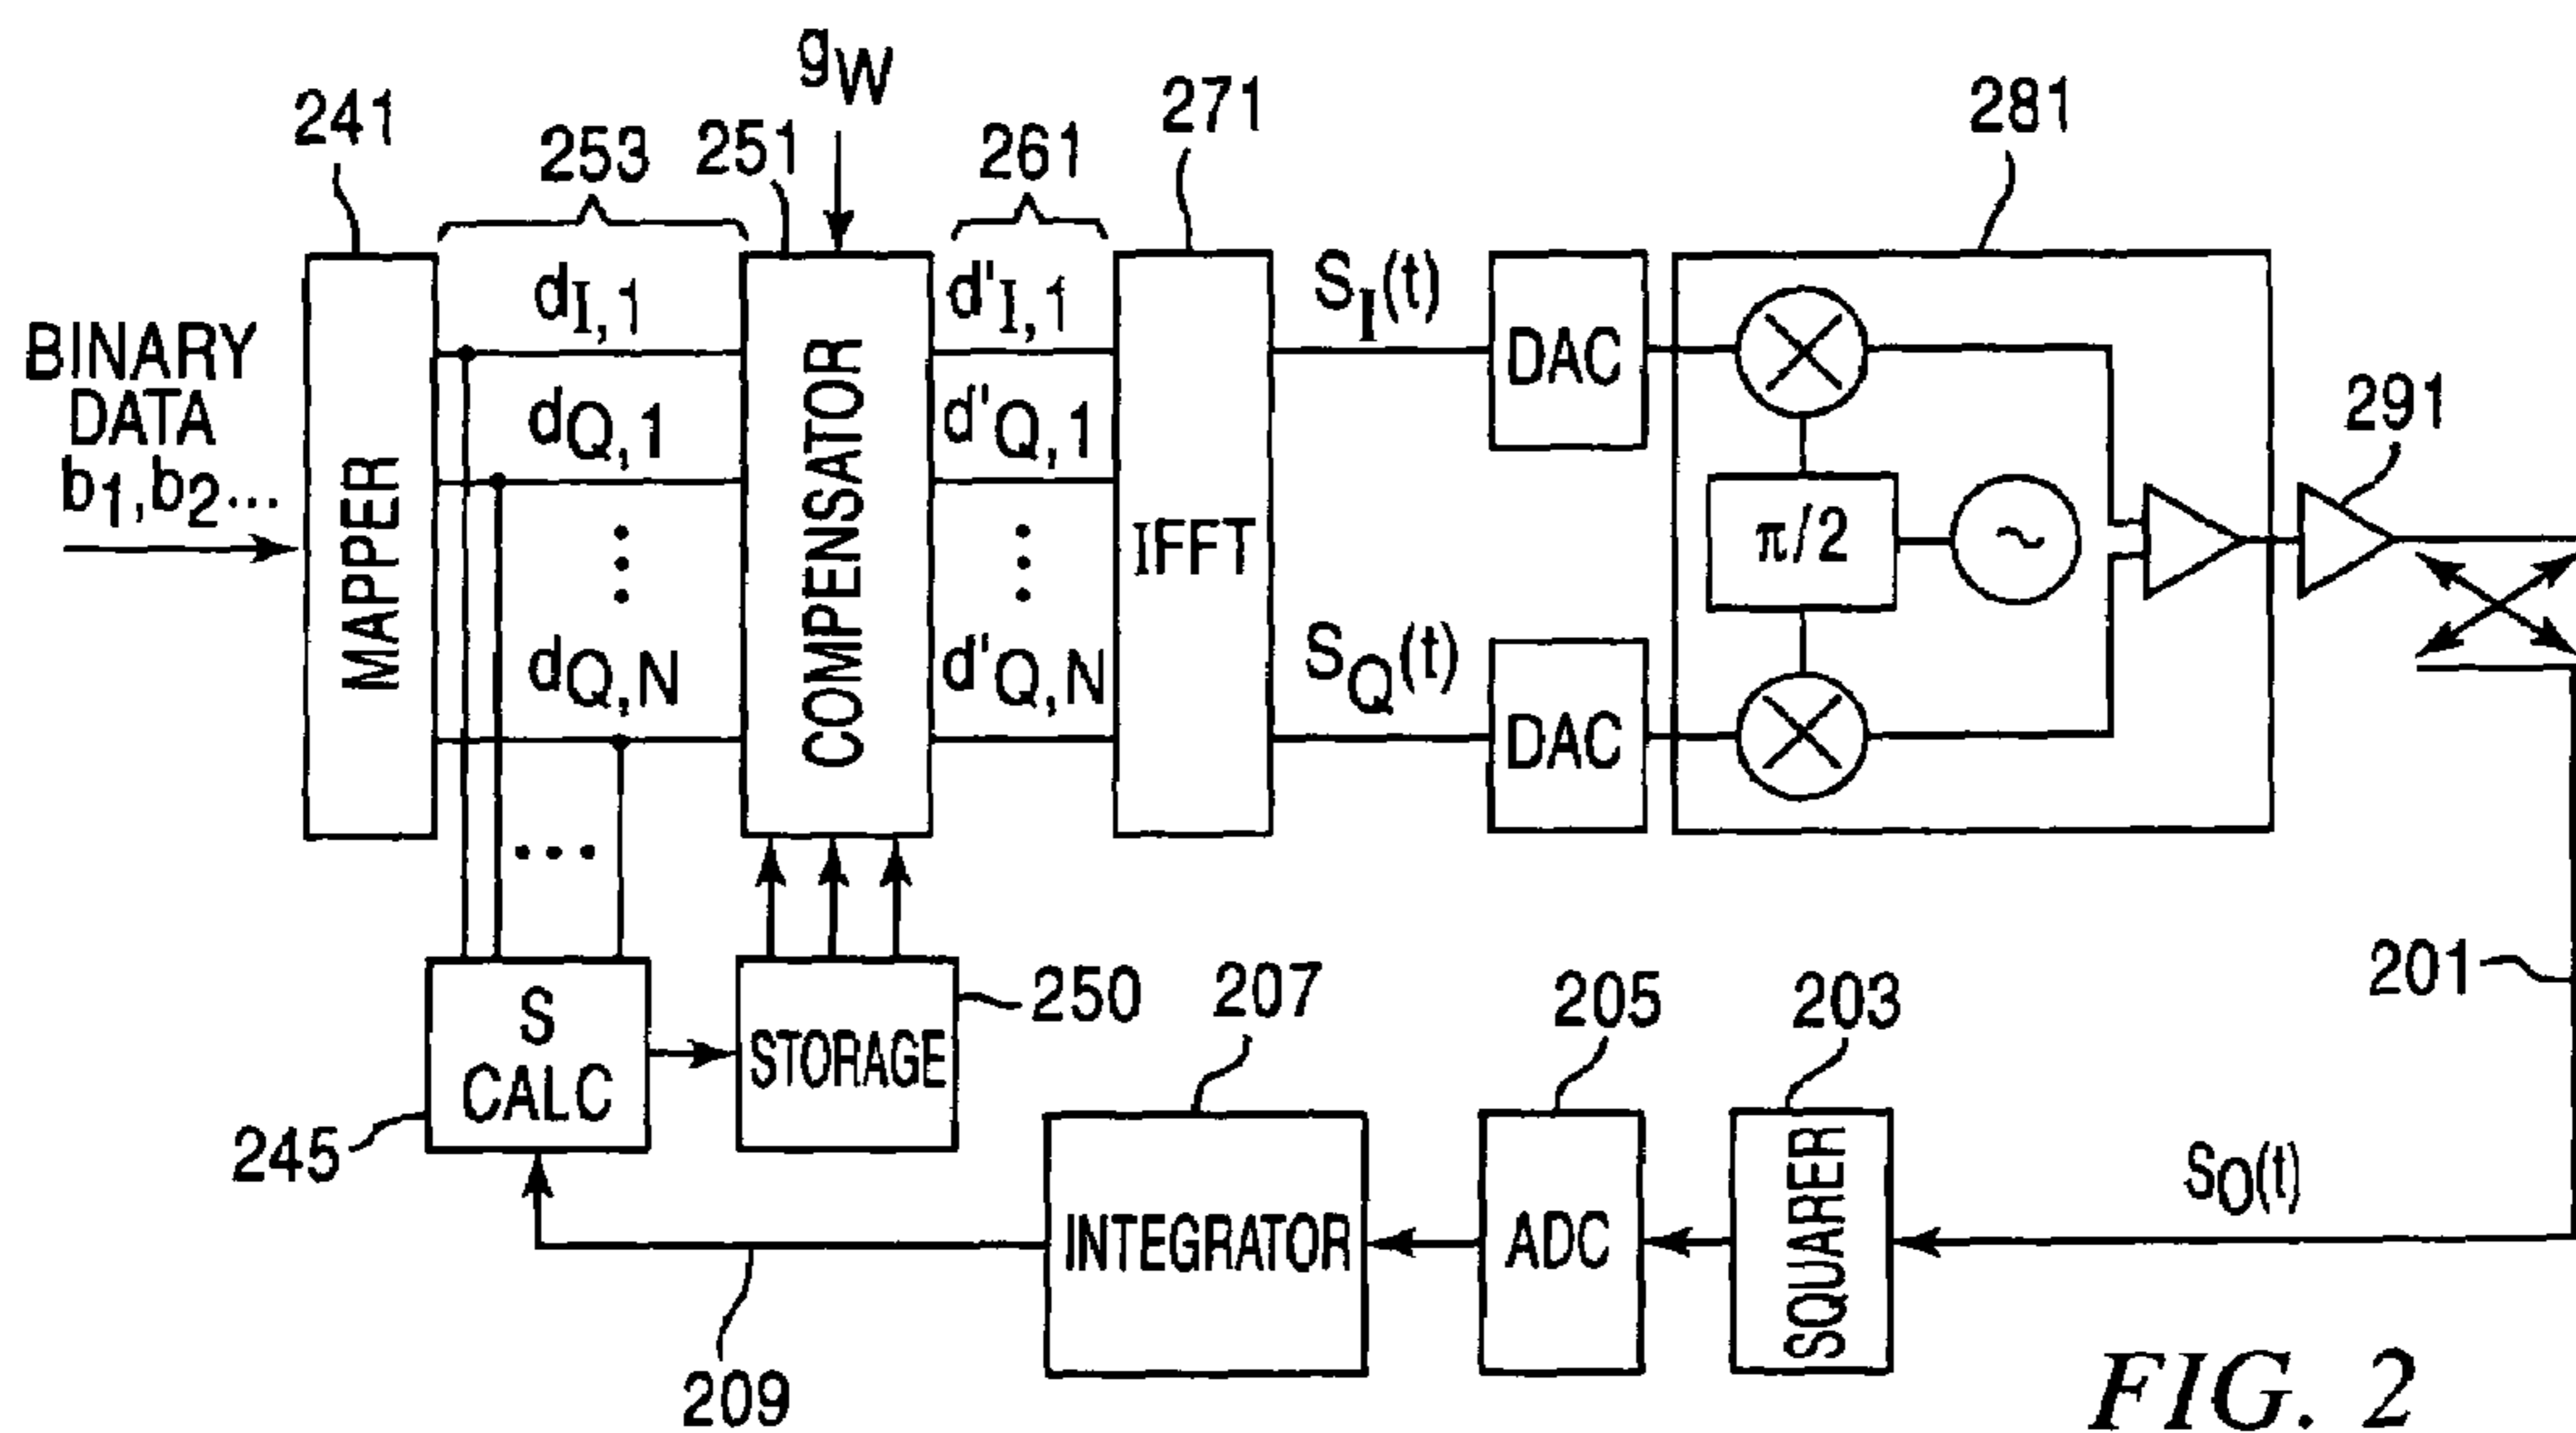 gW
241
253
251
261
271
281
dI,1
d'I,1
SI(t)
DAC
BINARY
DATA
b1,b2...
MAPPER
dQ,1
COMPENSATOR
d'Q,1
IFFT
π/2
~
291
dQ,N
d'Q,N
SQ(t)
DAC
S
CALC
245
STORAGE
250
207
205
203
201
INTEGRATOR
ADC
SQUARER
SO(t)
209
FIG. 2